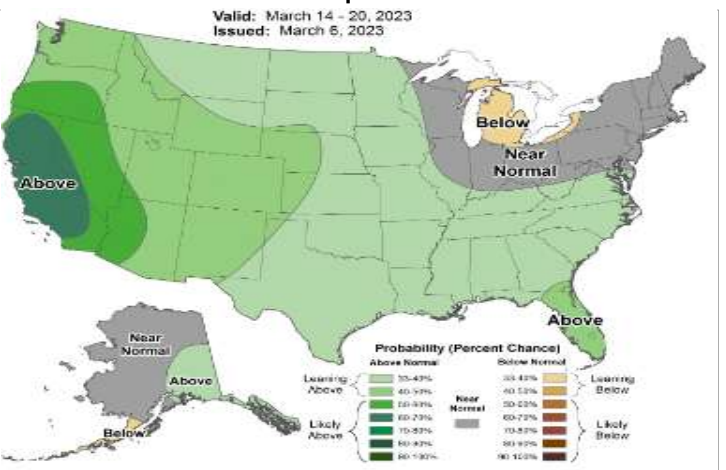 Valid: March 14 - 20, 2023
Issued: March 6, 2023
Below
Near
Normal
Above
Above
Near
Normal
Above
Below
Probability (Percent Chance)
Above Normal
Below Normal
Leaning
Above
33-40%
40-50%
Likely
Above
50-60%
60-70%
70-80%
80-90%
90-100%
Near
Normal
33-40%
40-50%
Leaning
Below
50-60%
60-70%
70-80%
80-90%
90-100%
Likely
Below